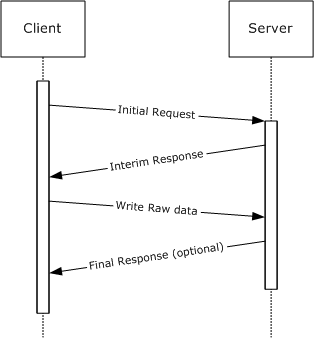 Client
Server
Initial Request
Interim Response
Write Raw data
Final Response (optional)